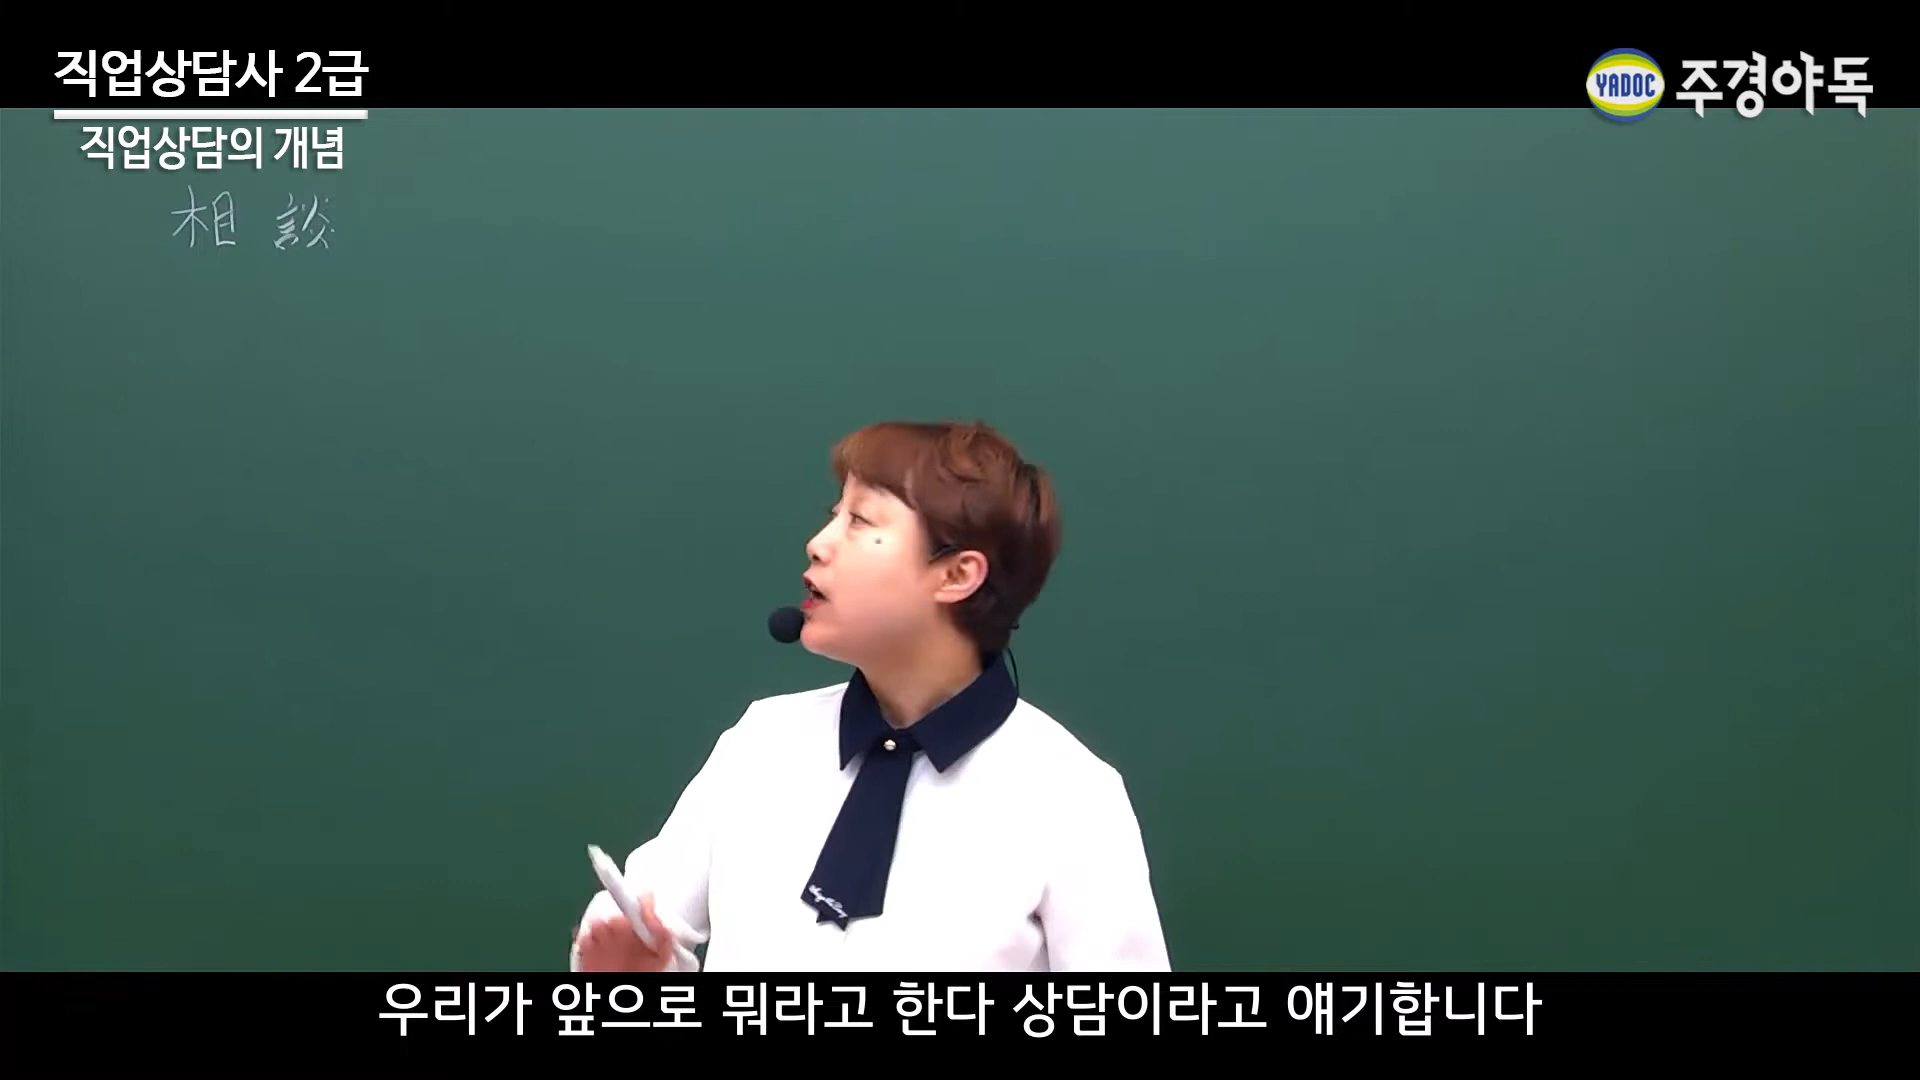 직업상담사 2급
YADOC 주경야독
직업상담의 개념
相 談
우리가 앞으로 뭐라고 한다 상담이라고 얘기합니다